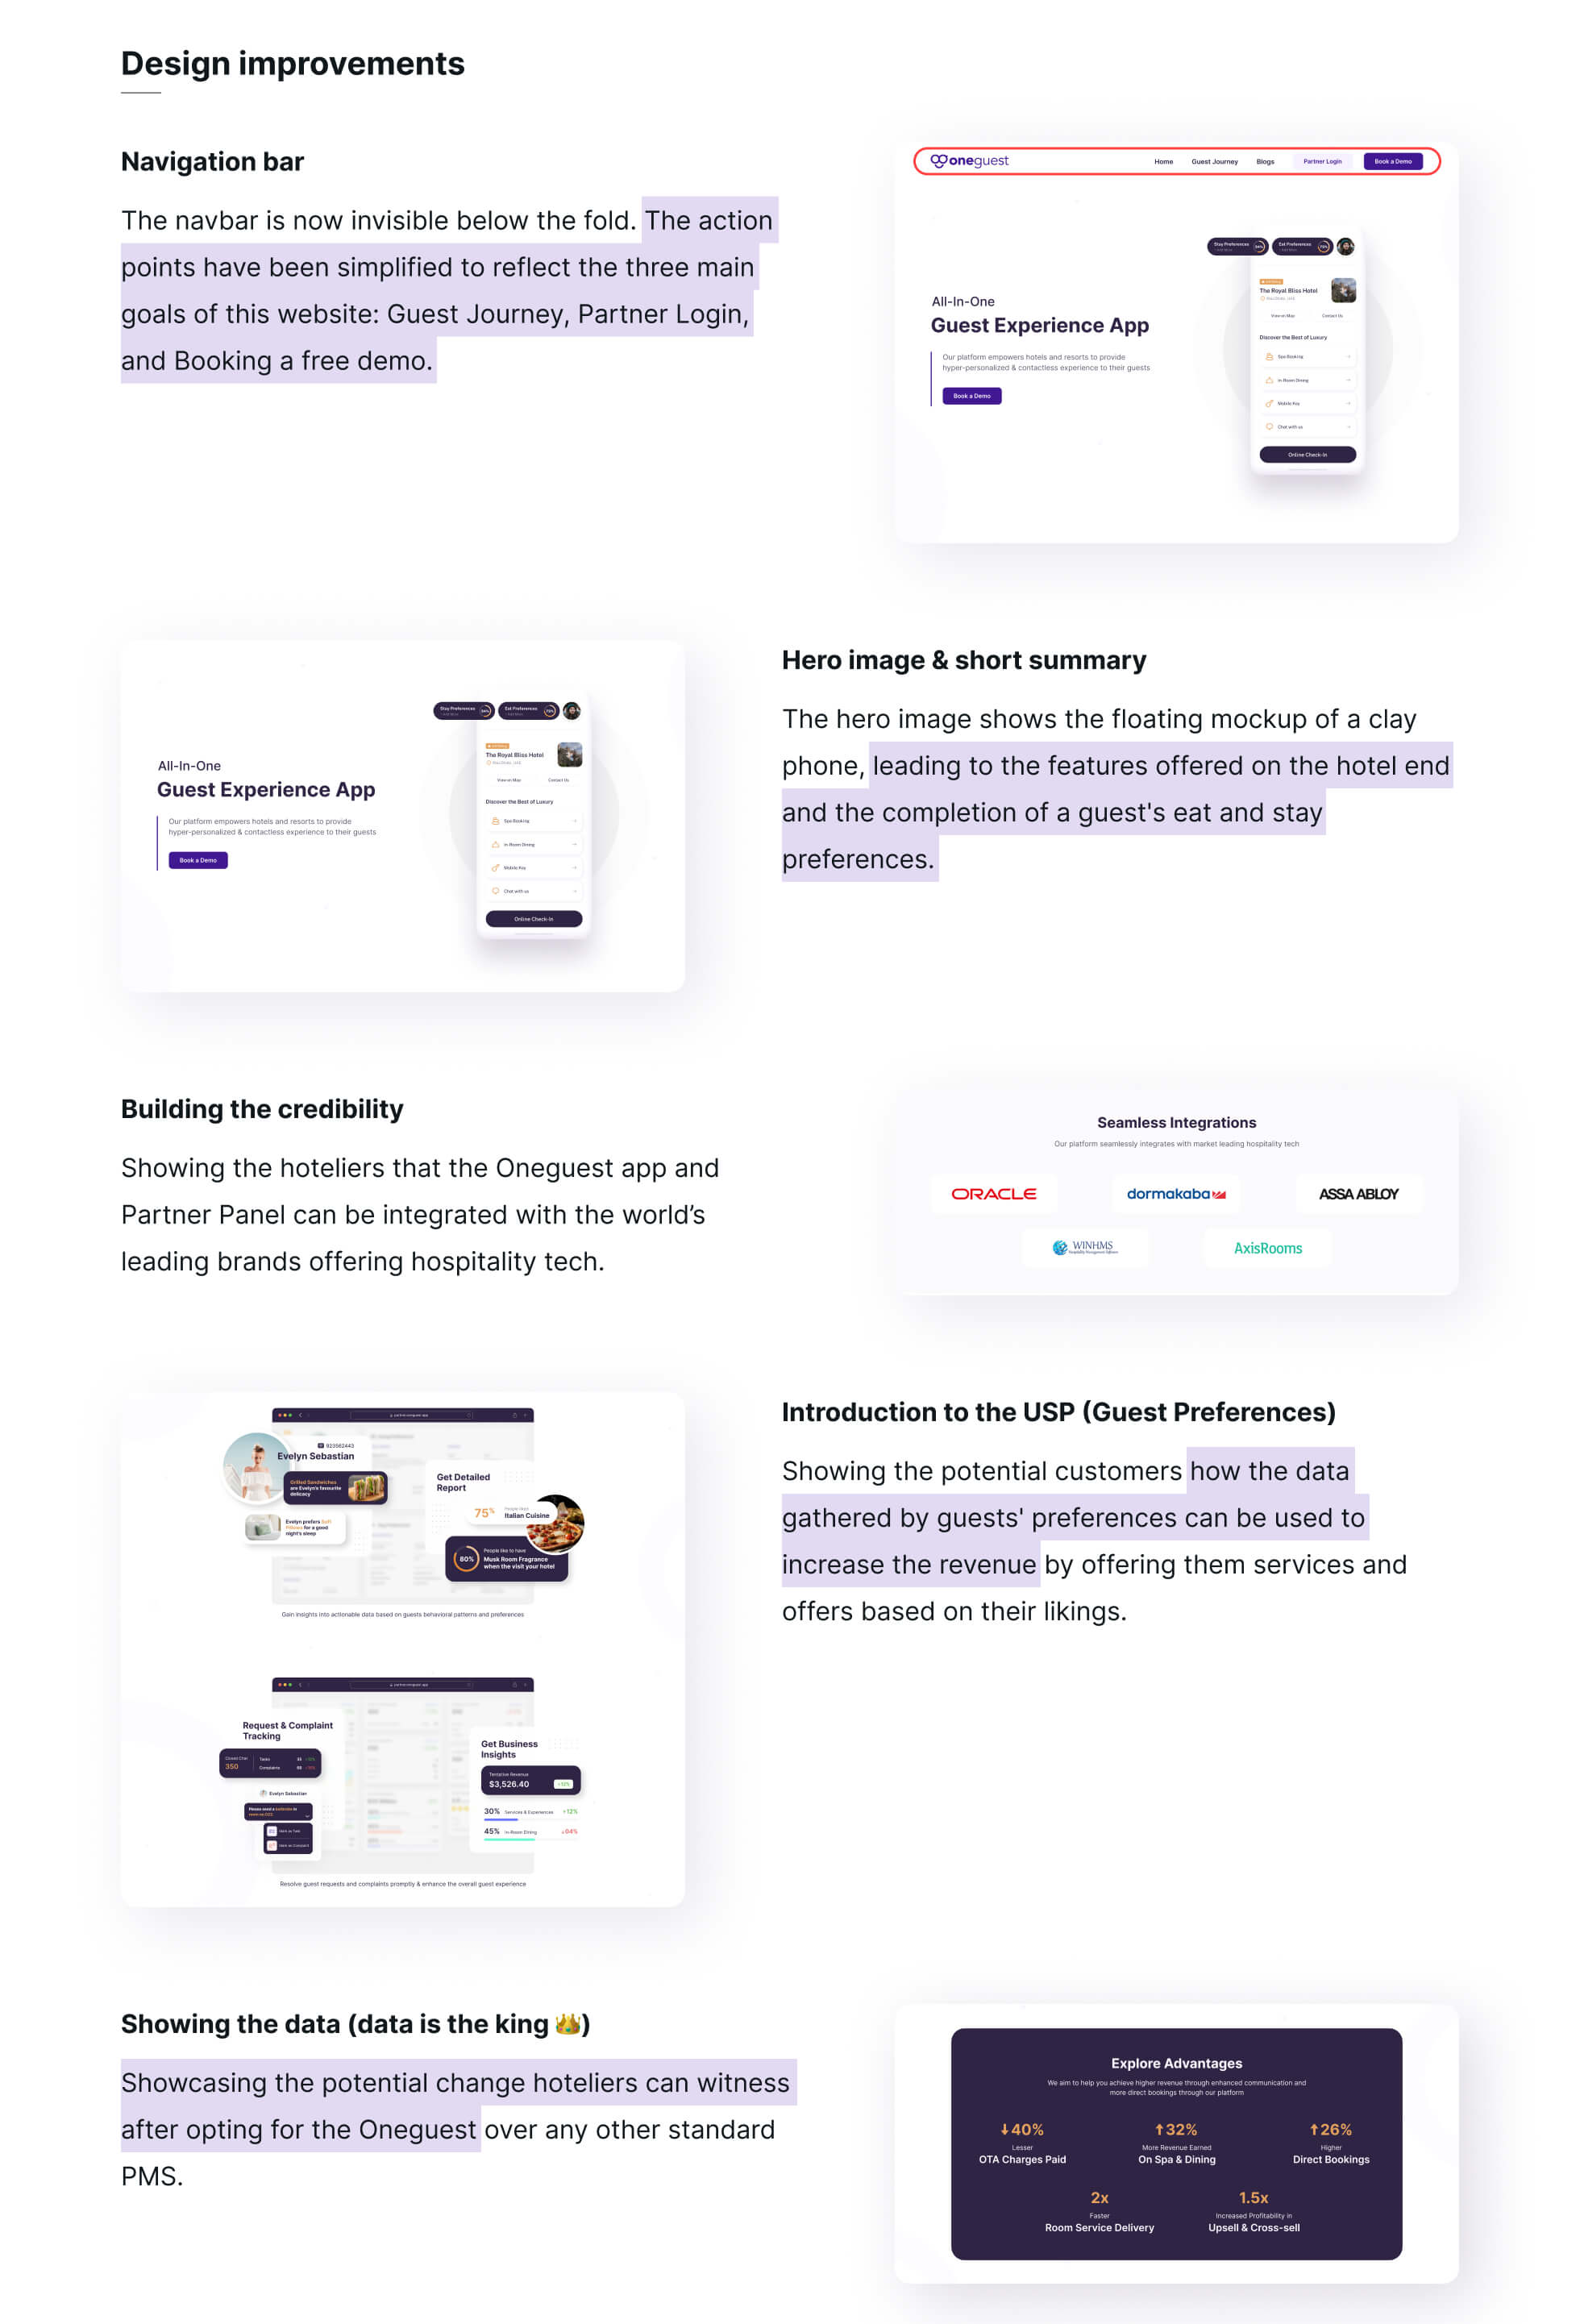 Design improvements
Navigation bar
The navbar is now invisible below the fold. The action
points have been simplified to reflect the three main
goals of this website: Guest Journey, Partner Login,
and Booking a free demo.
oneguest
Home Guest Journey Blogs Partner Login Book a Demo
Stay Preferences
Eat Preferences
The Royal Bliss Hotel
View on Map Contact Us
Discover the Best of Luxury
Spa Booking
In Room Dining
Mobile Key
Chat with us
Online Check-in
All-In-One
Guest Experience App
Our platform empowers hotels and resorts to provide
hyper-personalized & contactless experience to their guests
Book a Demo
Stay Preferences
Eat Preferences
The Royal Bliss Hotel
View on Map Contact Us
Discover the Best of Luxury
Spa Booking
In Room Dining
Mobile Key
Chat with us
Online Check-in
All-In-One
Guest Experience App
Our platform empowers hotels and resorts to provide
hyper-personalized & contactless experience to their guests
Book a Demo
Hero image & short summary
The hero image shows the floating mockup of a clay
phone, leading to the features offered on the hotel end
and the completion of a guest's eat and stay
preferences.
Building the credibility
Showing the hoteliers that the Oneguest app and
Partner Panel can be integrated with the world’s
leading brands offering hospitality tech.
Seamless Integrations
Our platform seamlessly integrates with market leading hospitality tech
ORACLE dormakaba ASSA ABLOY
WINHMS AxisRooms
923582443
Evelyn Sebastian
Grilled Sandwiches
are Evelyn's favourite
delicacy
Evelyn prefers Soft
Pillows for a good
night's sleep
Get Detailed
Report
75%
Italian Cuisine
80%
People like to have
Musk Room Fragrance
when the visit your hotel
Gain insights into actionable data based on guests behavioral patterns and preferences
Request & Complaint
Tracking
350
Tasks
Complaints
Evelyn Sebastian
Get Business
Insights
Tentative Revenue
$3,526.40
30% Services & Experiences +12%
45% In-Room Dining
Resolve guest requests and complaints promptly & enhance the overall guest experience
Introduction to the USP (Guest Preferences)
Showing the potential customers how the data
gathered by guests' preferences can be used to
increase the revenue by offering them services and
offers based on their likings.
Showing the data (data is the king 👑)
Showcasing the potential change hoteliers can witness
after opting for the Oneguest over any other standard
PMS.
Explore Advantages
We aim to help you achieve higher revenue through enhanced communication and
more direct bookings through our platform
↓40% ↑32% ↑26%
Lesser More Revenue Earned Higher
OTA Charges Paid On Spa & Dining Direct Bookings
2x 1.5x
Faster Increased Profitability in
Room Service Delivery Upsell & Cross-sell